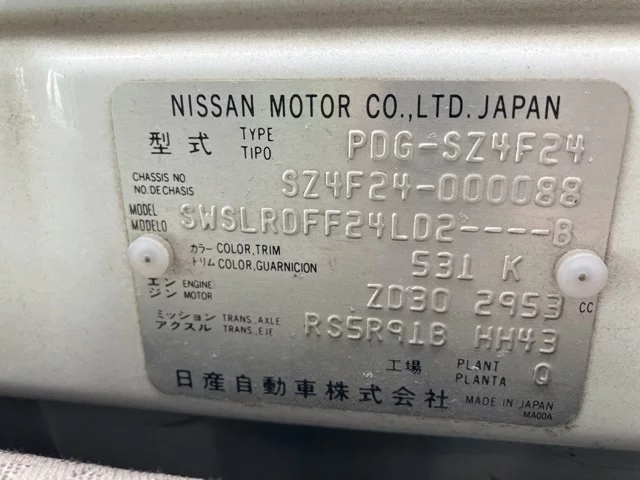 NISSAN MOTOR CO.,LTD. JAPAN
型式 TYPE TIPO PDG-SZ4F24
CHASSIS NO NO.DE CHASIS SZ4F24-000088
MODEL MODELO SWSLRDFF24LD2----B
カラー COLOR,TRIM
トリム COLOR,GUARNICION 531 K
エン ENGINE
ジン MOTOR ZD30 2953 CC
ミッション TRANS.,AXLE
アクスル TRANS.,EJE RS5R91B HH43
工場 PLANT PLANTA Q
日産自動車株式会社 MADE IN JAPAN
MA00A